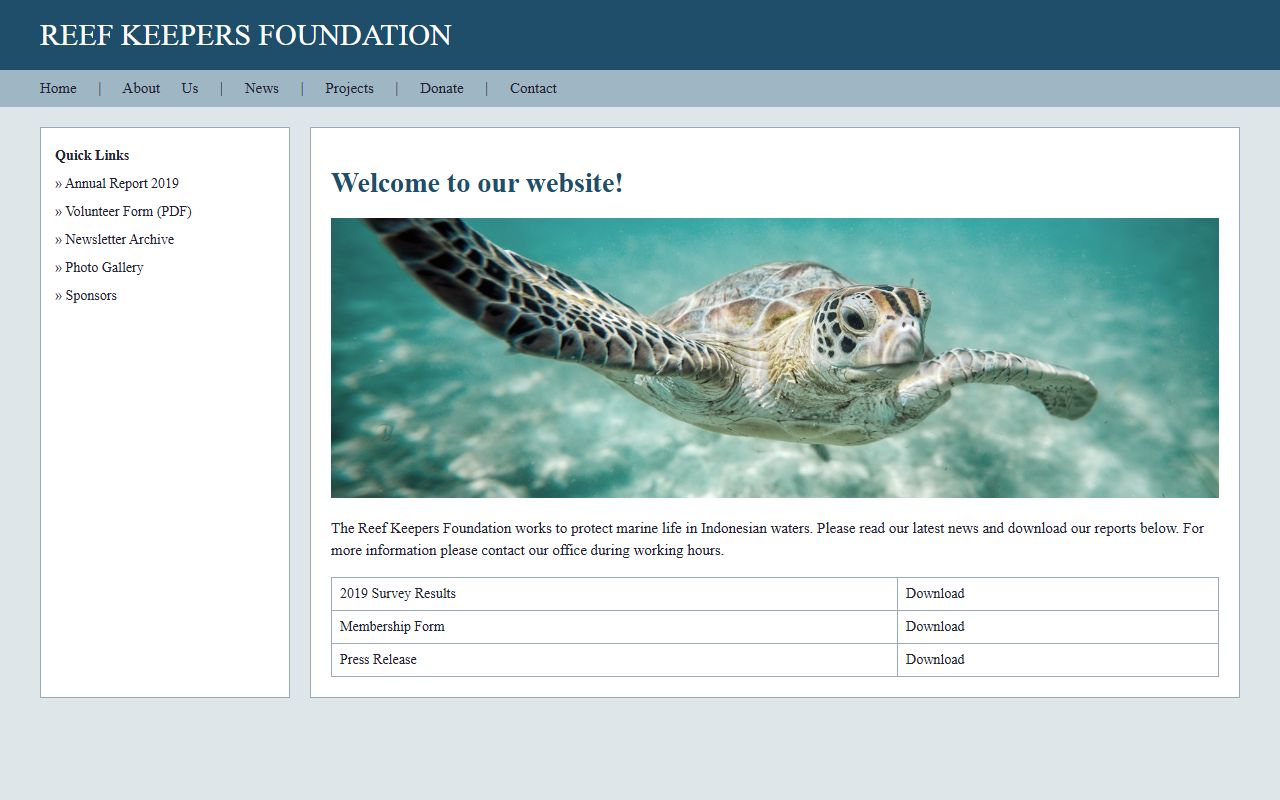 REEF KEEPERS FOUNDATION
Home | About Us | News | Projects | Donate | Contact
Quick Links
» Annual Report 2019
» Volunteer Form (PDF)
» Newsletter Archive
» Photo Gallery
» Sponsors
Welcome to our website!
The Reef Keepers Foundation works to protect marine life in Indonesian waters. Please read our latest news and download our reports below. For
more information please contact our office during working hours.
2019 Survey Results Download
Membership Form Download
Press Release Download